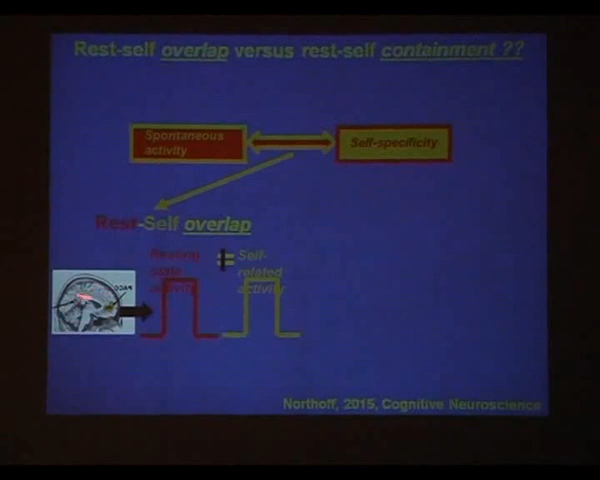 Rest-self overlap versus rest-self containment ??
Spontaneous
activity
Self-specificity
Rest-Self overlap
Resting
state
activity
Self-
related
activity
Northoff, 2015, Cognitive Neuroscience